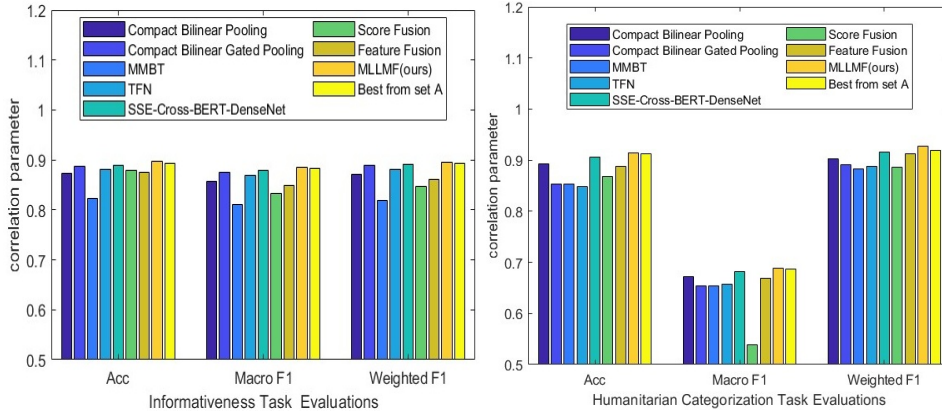 1.2
1.1
1
0.9
0.8
0.7
0.6
0.5
correlation parameter
Compact Bilinear Pooling
Compact Bilinear Gated Pooling
MMBT
TFN
SSE-Cross-BERT-DenseNet
Score Fusion
Feature Fusion
MLLMF(ours)
Best from set A
Acc
Macro F1
Weighted F1
Informativeness Task Evaluations
1.2
1.1
1
0.9
0.8
0.7
0.6
0.5
correlation parameter
Compact Bilinear Pooling
Compact Bilinear Gated Pooling
MMBT
TFN
SSE-Cross-BERT-DenseNet
Score Fusion
Feature Fusion
MLLMF(ours)
Best from set A
Acc
Macro F1
Weighted F1
Humanitarian Categorization Task Evaluations